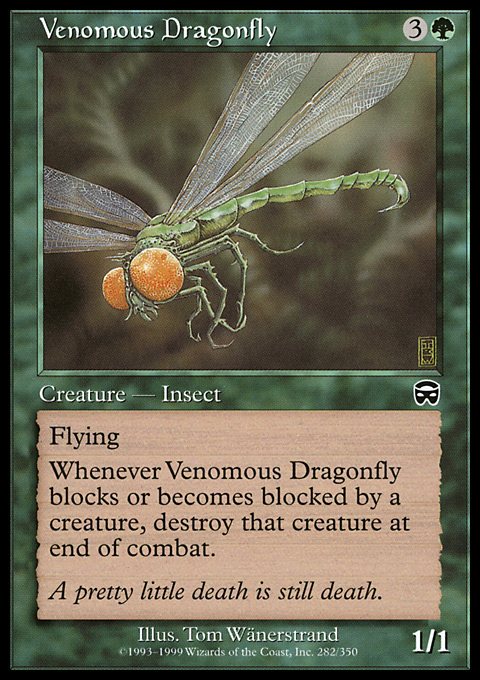 Venomous Dragonfly 3
Creature — Insect
Flying
Whenever Venomous Dragonfly
blocks or becomes blocked by a
creature, destroy that creature at
end of combat.
A pretty little death is still death.
Illus. Tom Wänerstrand
1/1
©1993–1999 Wizards of the Coast, Inc. 282/350